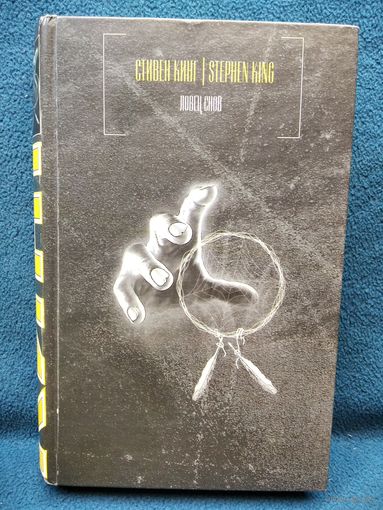 СТИВЕН КИНГ | STEPHEN KING
ЛОВЕЦ СНОВ